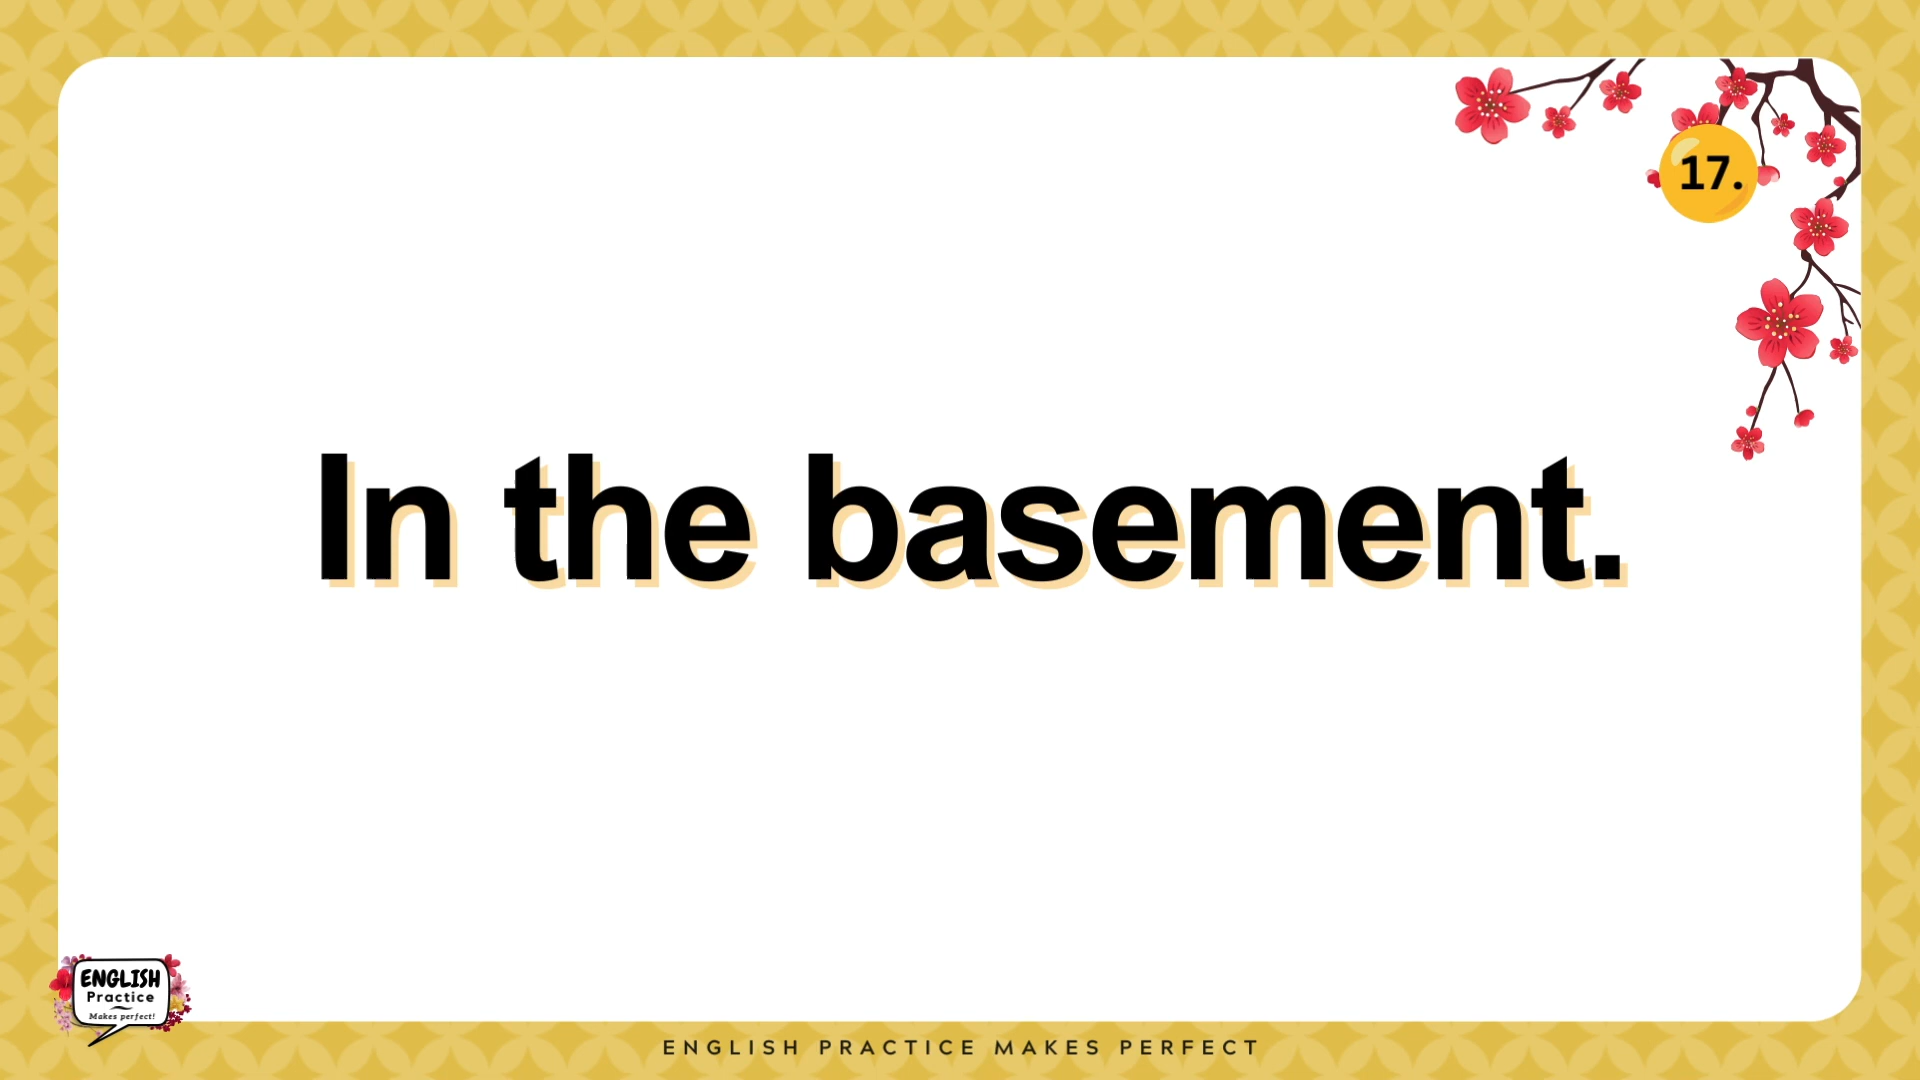 17.
In the basement.
ENGLISH
Practice
Makes perfect!
ENGLISH PRACTICE MAKES PERFECT